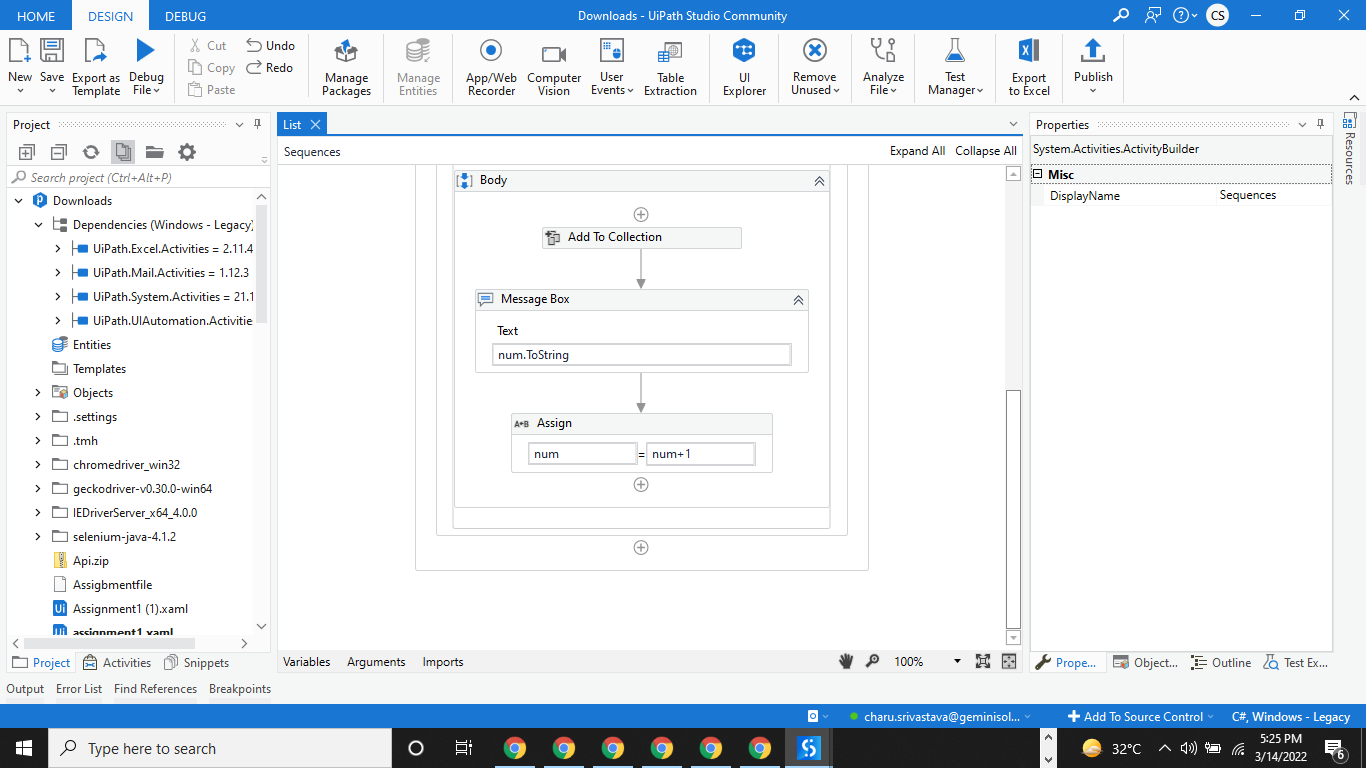 HOME DESIGN DEBUG Downloads - UiPath Studio Community CS
New Save Export as Template Debug File Cut Copy Paste Undo Redo Manage Packages Manage Entities App/Web Recorder Computer Vision User Events Table Extraction UI Explorer Remove Unused Analyze File Test Manager Export to Excel Publish
Project
Search project (Ctrl+Alt+P)
Downloads
Dependencies (Windows - Legacy)
UiPath.Excel.Activities = 2.11.4
UiPath.Mail.Activities = 1.12.3
UiPath.System.Activities = 21.1
UiPath.UIAutomation.Activitie
Entities
Templates
Objects
.settings
.tmh
chromedriver_win32
geckodriver-v0.30.0-win64
IEDriverServer_x64_4.0.0
selenium-java-4.1.2
Api.zip
Assigbmentfile
Assignment1 (1).xaml
assignment1.xaml
Project Activities Snippets
List
Sequences Expand All Collapse All
Body
Add To Collection
Message Box
Text
num.ToString
A+B Assign
num = num+1
Variables Arguments Imports 100%
Properties
System.Activities.ActivityBuilder
Misc
DisplayName Sequences
Resources
Prope... Object... Outline Test Ex...
Output Error List Find References Breakpoints
charu.srivastava@geminisol... Add To Source Control C#, Windows - Legacy
Type here to search
32°C
5:25 PM
3/14/2022
6